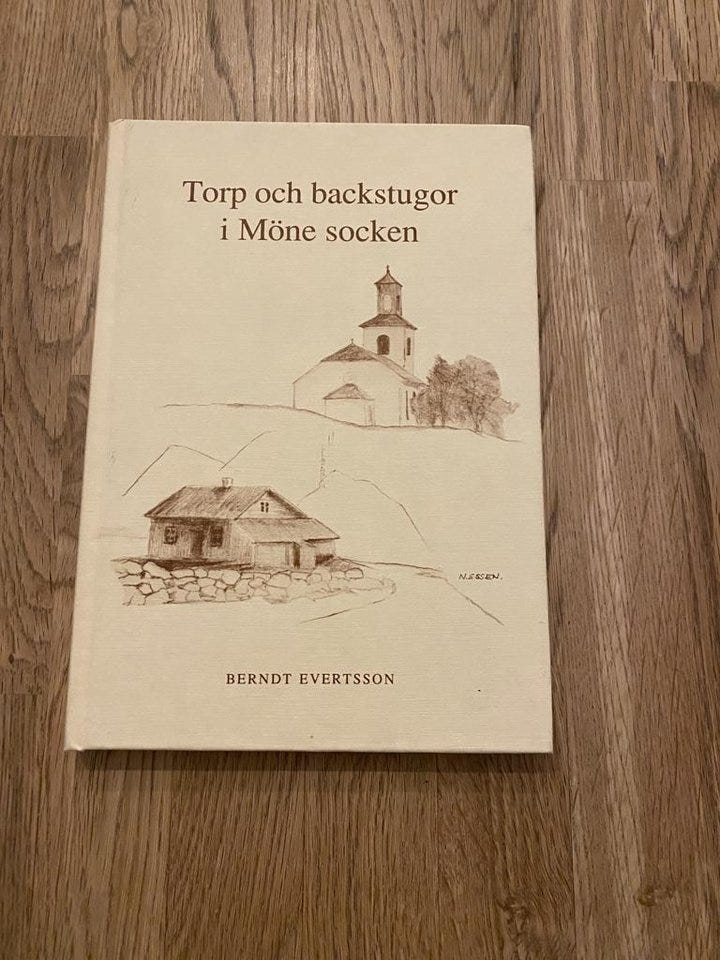 Torp och backstugor
i Möne socken
N.ESSEN.
BERNDT EVERTSSON